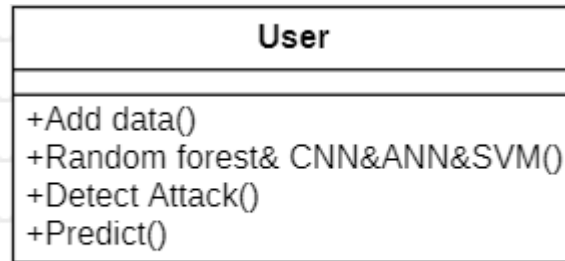 User
+Add data()
+Random forest& CNN&ANN&SVM()
+Detect Attack()
+Predict()